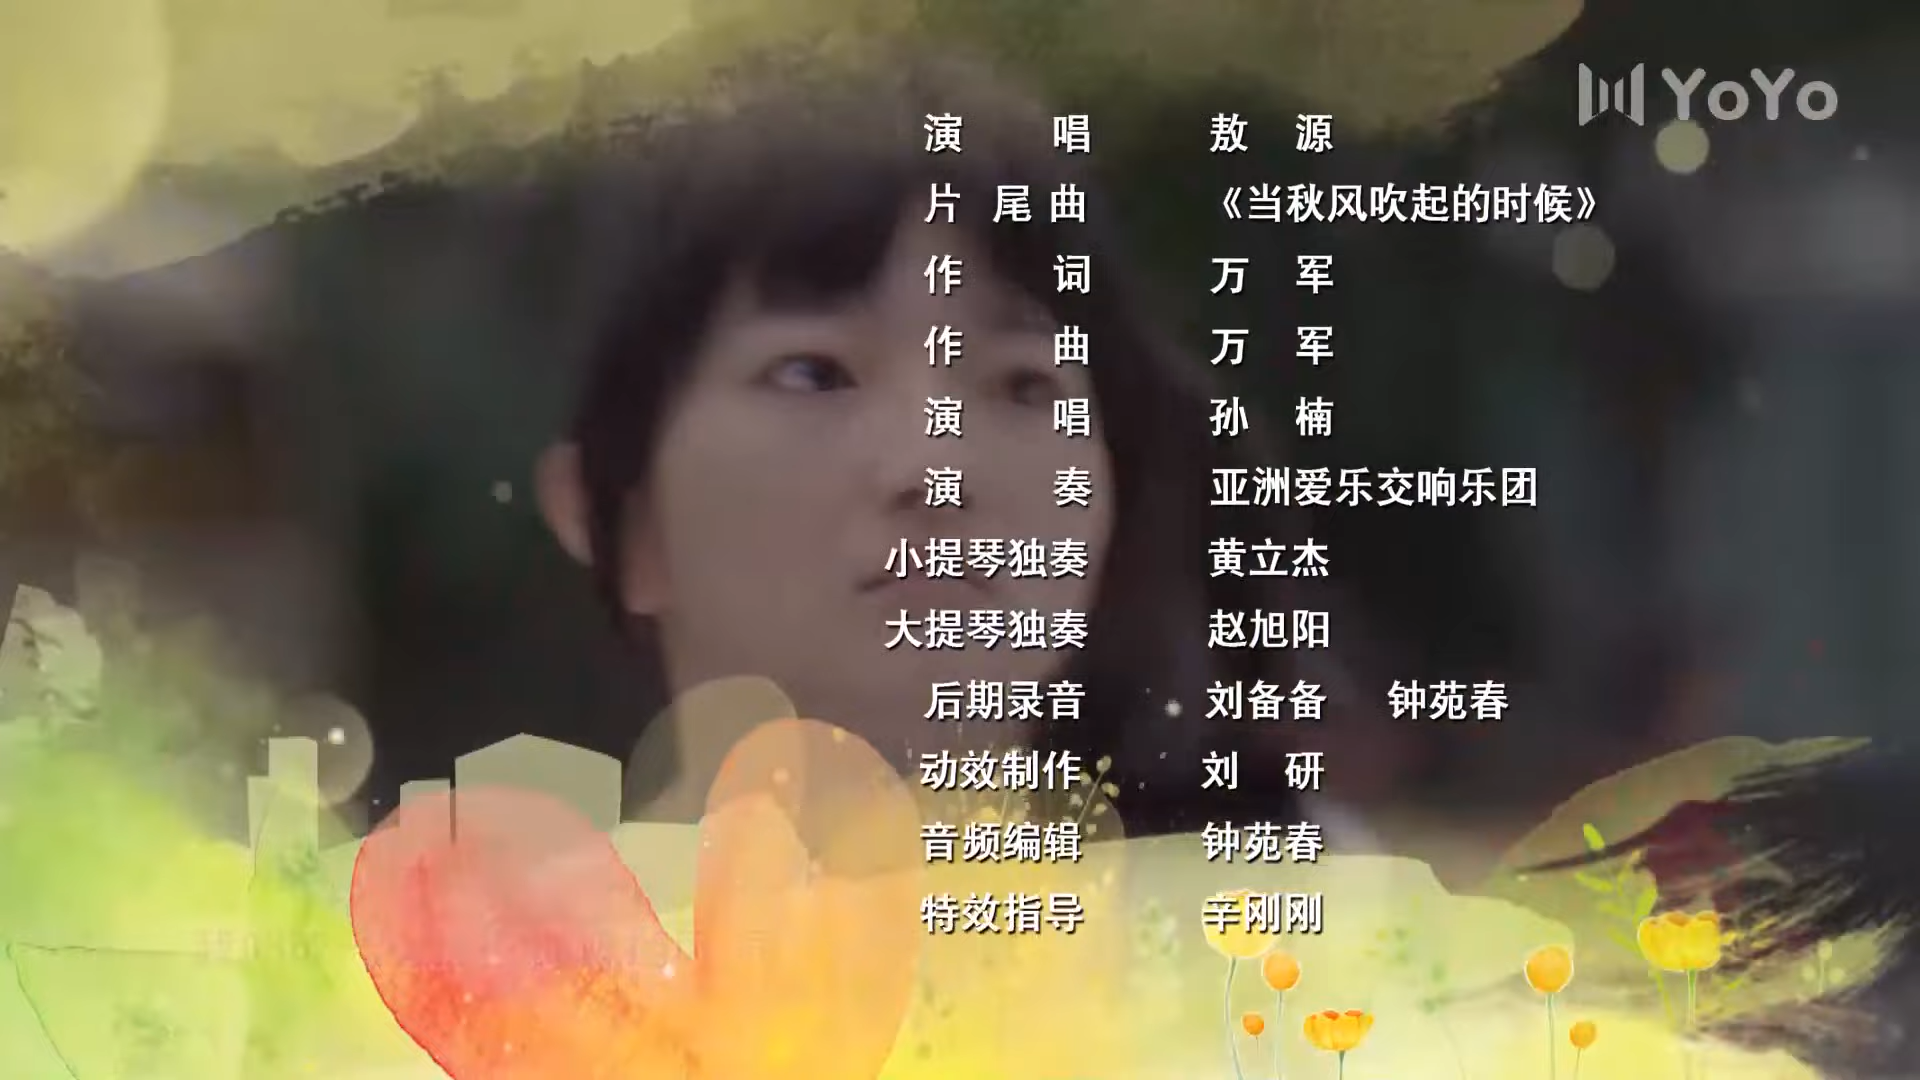 YoYo
演唱 敖源
片尾曲 《当秋风吹起的时候》
作词 万军
作曲 万军
演唱 孙楠
演奏 亚洲爱乐交响乐团
小提琴独奏 黄立杰
大提琴独奏 赵旭阳
后期录音 刘备备 钟苑春
动效制作 刘研
音频编辑 钟苑春
特效指导 辛刚刚